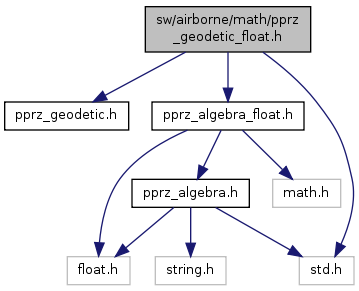 sw/airborne/math/pprz
_geodetic_float.h
pprz_geodetic.h
pprz_algebra_float.h
pprz_algebra.h
math.h
float.h
string.h
std.h